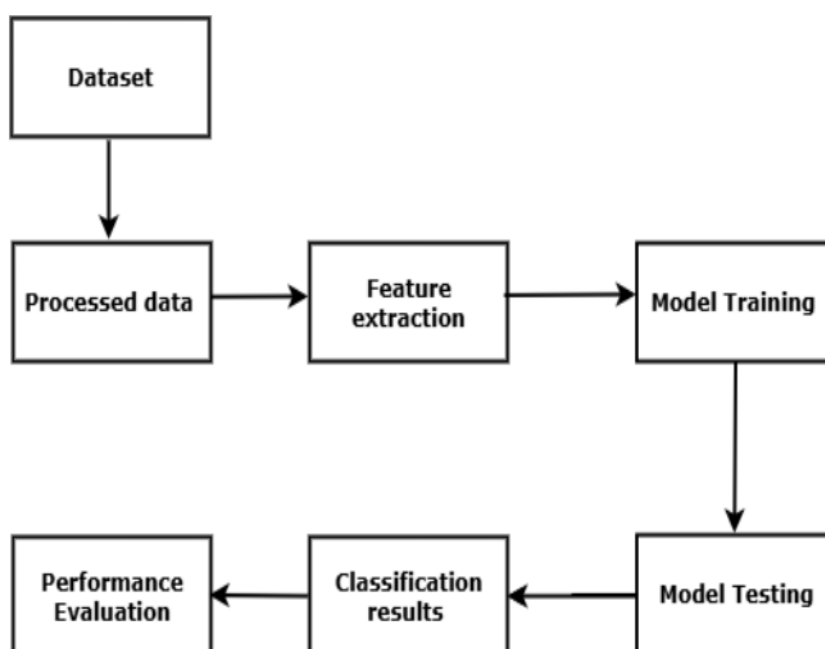 Dataset
Processed data
Feature
extraction
Model Training
Model Testing
Classification
results
Performance
Evaluation